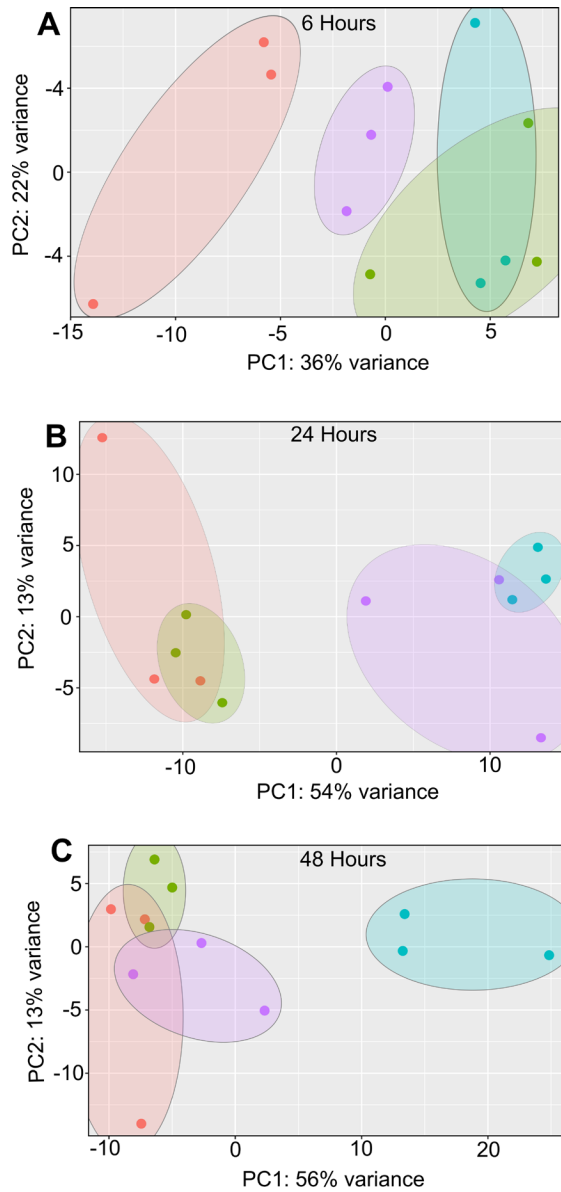 A
6 Hours
PC2: 22% variance
-4
0
-4
-15
-10
-5
0
5
PC1: 36% variance
B
24 Hours
PC2: 13% variance
10
5
0
-5
-10
0
10
PC1: 54% variance
C
48 Hours
PC2: 13% variance
5
0
-5
-10
-10
0
10
20
PC1: 56% variance